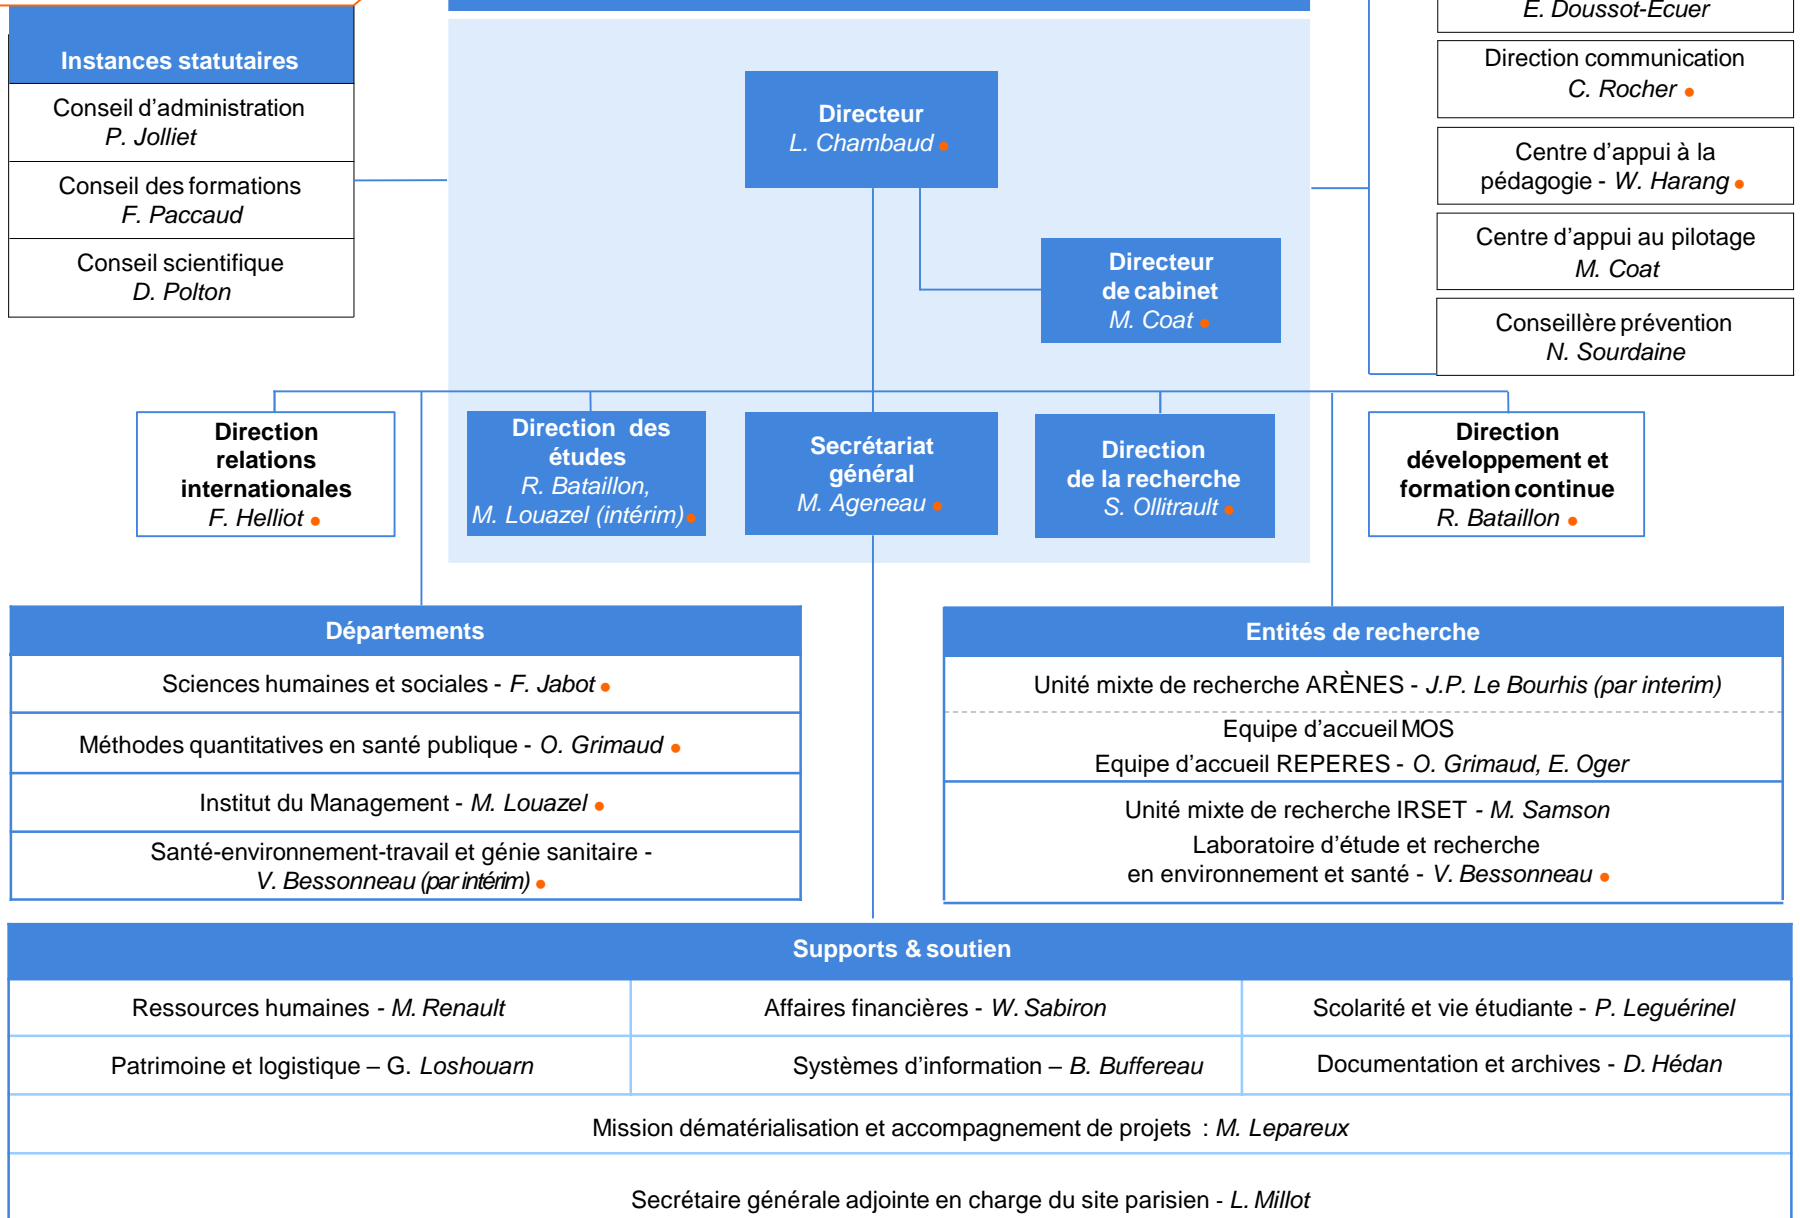 E. Doussot-Ecuer
Instances statutaires
Conseil d’administration
P. Jolliet
Conseil des formations
F. Paccaud
Conseil scientifique
D. Polton
Directeur
L. Chambaud
Directeur
de cabinet
M. Coat
Direction communication
C. Rocher
Centre d’appui à la
pédagogie - W. Harang
Centre d’appui au pilotage
M. Coat
Conseillère prévention
N. Sourdaine
Direction
relations
internationales
F. Helliot
Direction des
études
R. Bataillon,
M. Louazel (intérim)
Secrétariat
général
M. Ageneau
Direction
de la recherche
S. Ollitrault
Direction
développement et
formation continue
R. Bataillon
Départements
Sciences humaines et sociales - F. Jabot
Méthodes quantitatives en santé publique - O. Grimaud
Institut du Management - M. Louazel
Santé-environnement-travail et génie sanitaire -
V. Bessonneau (par intérim)
Entités de recherche
Unité mixte de recherche ARÈNES - J.P. Le Bourhis (par interim)
Equipe d’accueil MOS
Equipe d’accueil REPERES - O. Grimaud, E. Oger
Unité mixte de recherche IRSET - M. Samson
Laboratoire d’étude et recherche
en environnement et santé - V. Bessonneau
Supports & soutien
Ressources humaines - M. Renault
Affaires financières - W. Sabiron
Scolarité et vie étudiante - P. Leguérinel
Patrimoine et logistique – G. Loshouarn
Systèmes d’information – B. Buffereau
Documentation et archives - D. Hédan
Mission dématérialisation et accompagnement de projets : M. Lepareux
Secrétaire générale adjointe en charge du site parisien - L. Millot